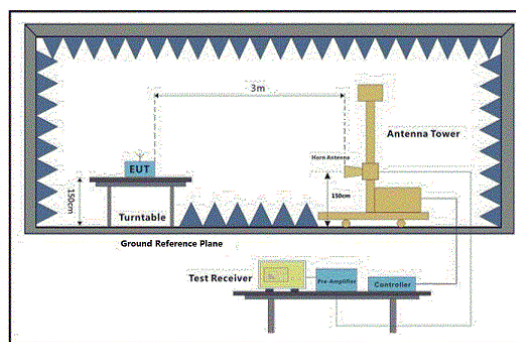 3m
Antenna Tower
Horn Antenna
EUT
150cm
150cm
Turntable
Ground Reference Plane
Test Receiver
Pre-Amplifier
Controller